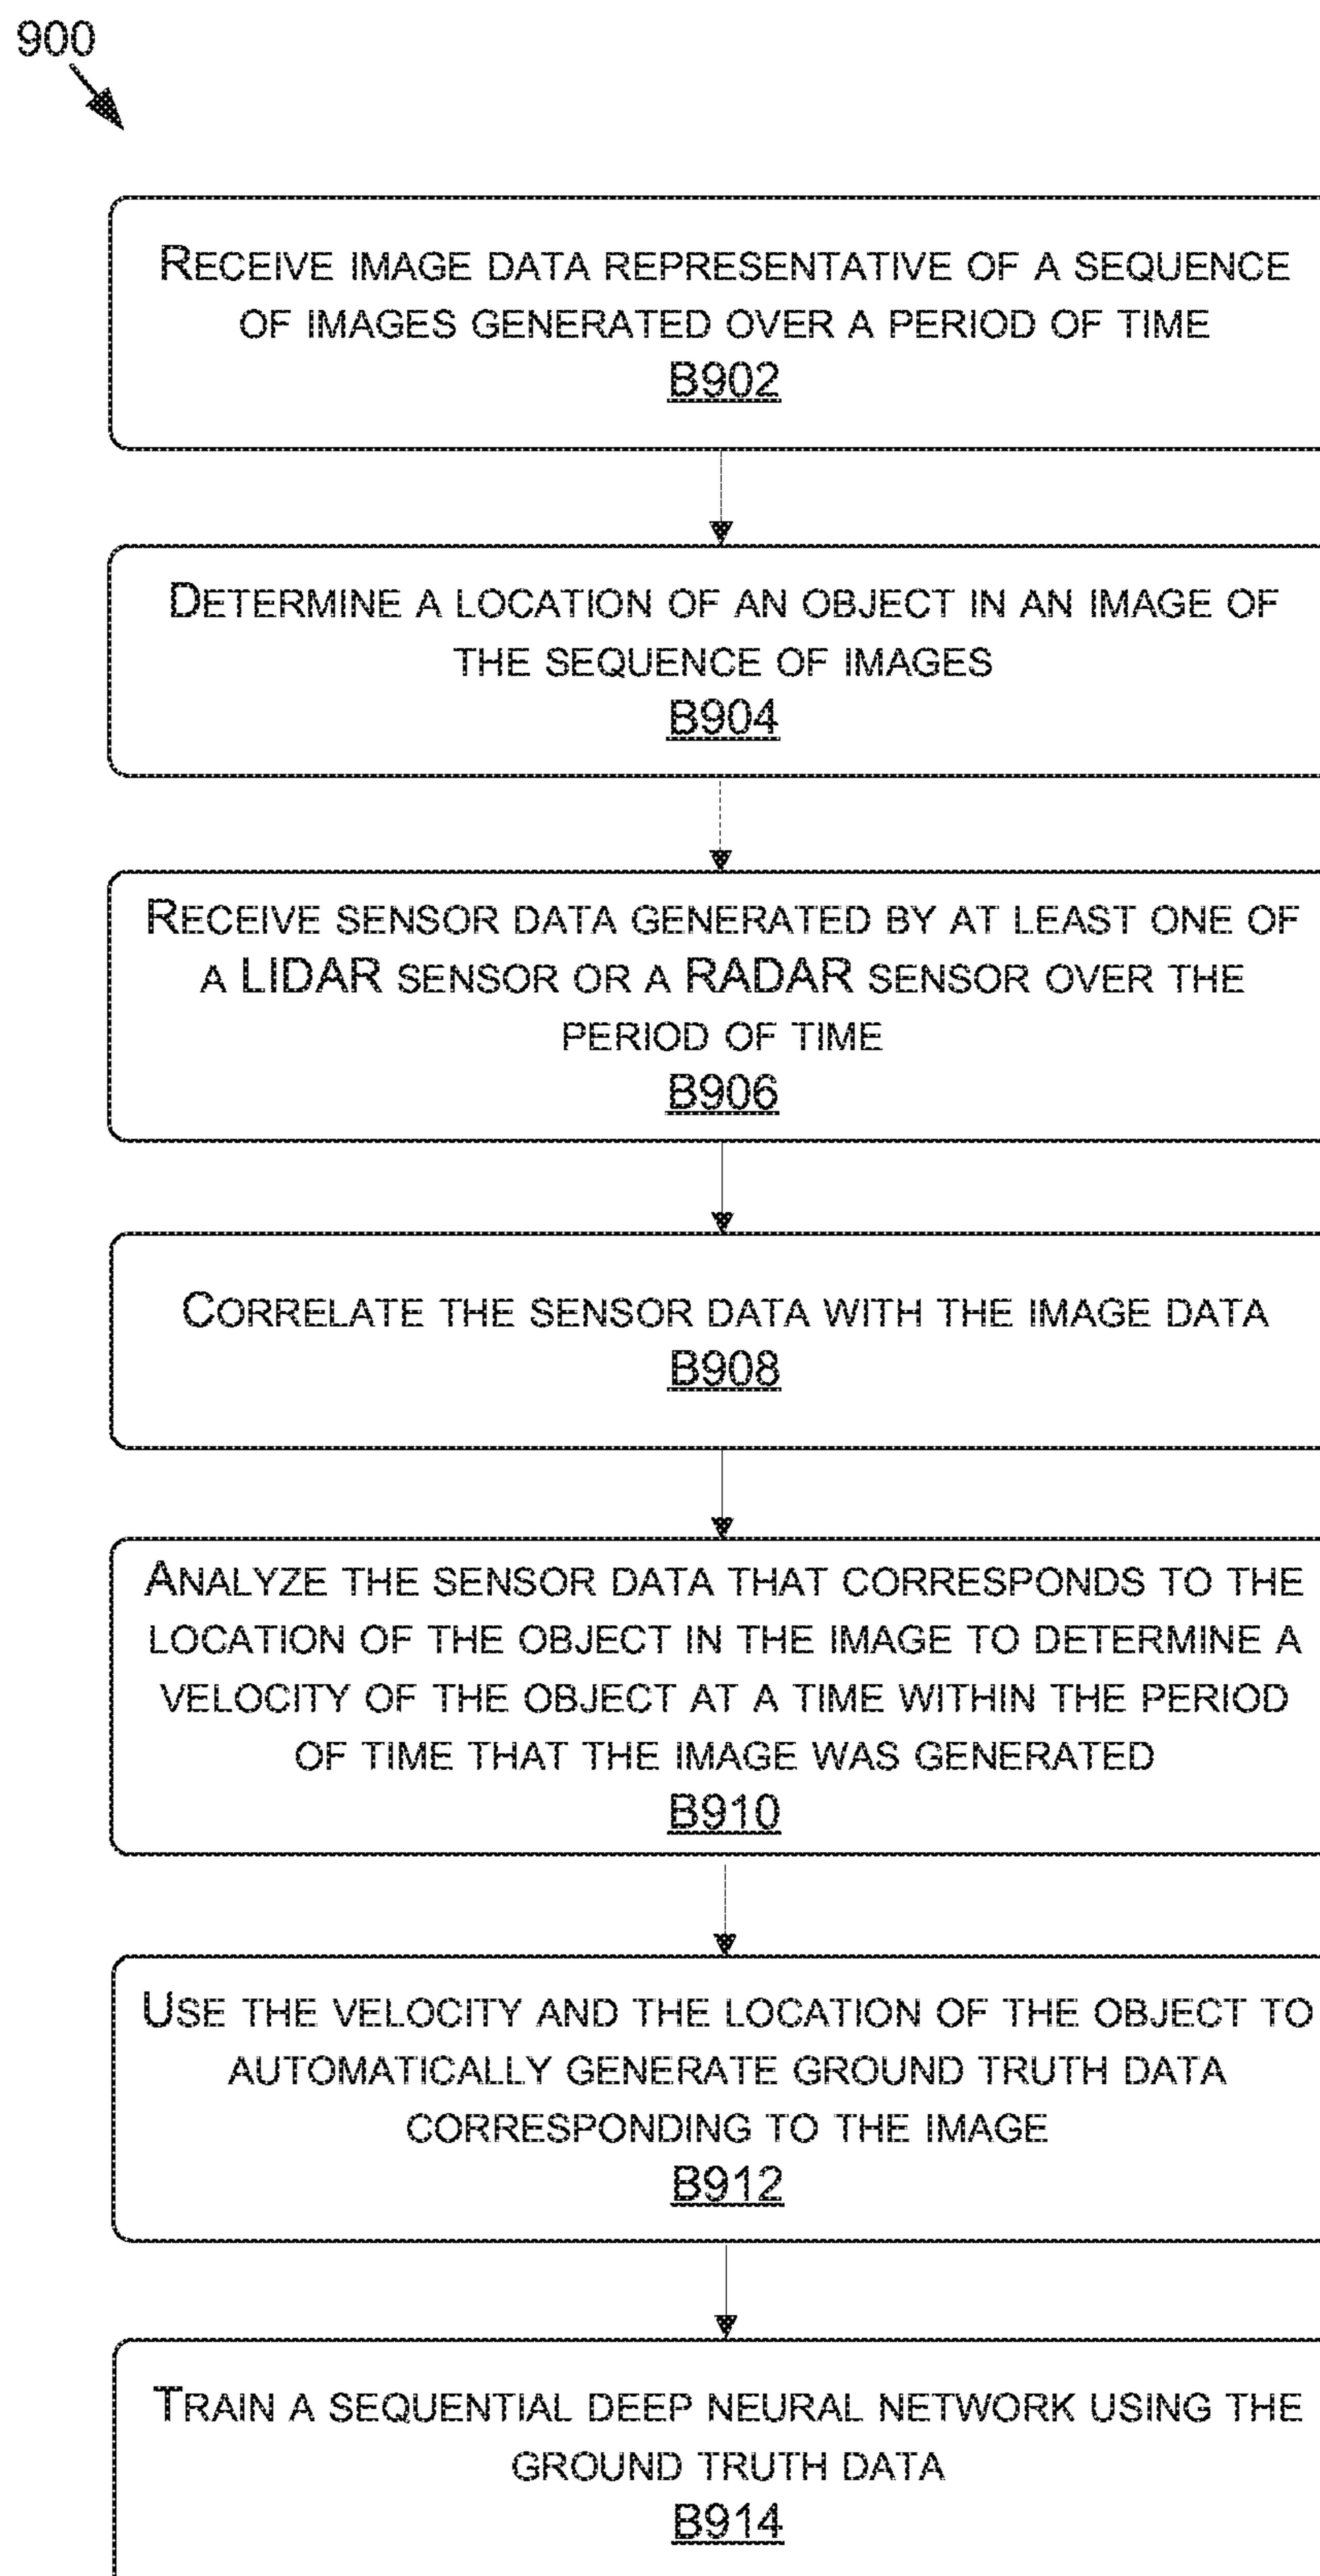 900
RECEIVE IMAGE DATA REPRESENTATIVE OF A SEQUENCE
OF IMAGES GENERATED OVER A PERIOD OF TIME
B902
DETERMINE A LOCATION OF AN OBJECT IN AN IMAGE OF
THE SEQUENCE OF IMAGES
B904
RECEIVE SENSOR DATA GENERATED BY AT LEAST ONE OF
A LIDAR SENSOR OR A RADAR SENSOR OVER THE
PERIOD OF TIME
B906
CORRELATE THE SENSOR DATA WITH THE IMAGE DATA
B908
ANALYZE THE SENSOR DATA THAT CORRESPONDS TO THE
LOCATION OF THE OBJECT IN THE IMAGE TO DETERMINE A
VELOCITY OF THE OBJECT AT A TIME WITHIN THE PERIOD
OF TIME THAT THE IMAGE WAS GENERATED
B910
USE THE VELOCITY AND THE LOCATION OF THE OBJECT TO
AUTOMATICALLY GENERATE GROUND TRUTH DATA
CORRESPONDING TO THE IMAGE
B912
TRAIN A SEQUENTIAL DEEP NEURAL NETWORK USING THE
GROUND TRUTH DATA
B914